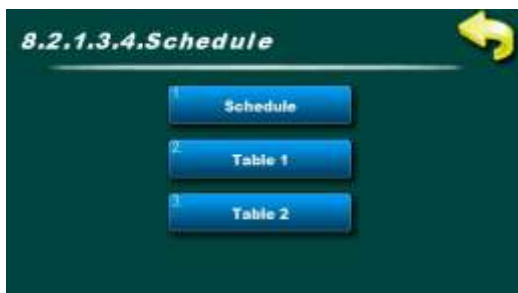 8.2.1.3.4.Schedule
1.
Schedule
2.
Table 1
3.
Table 2